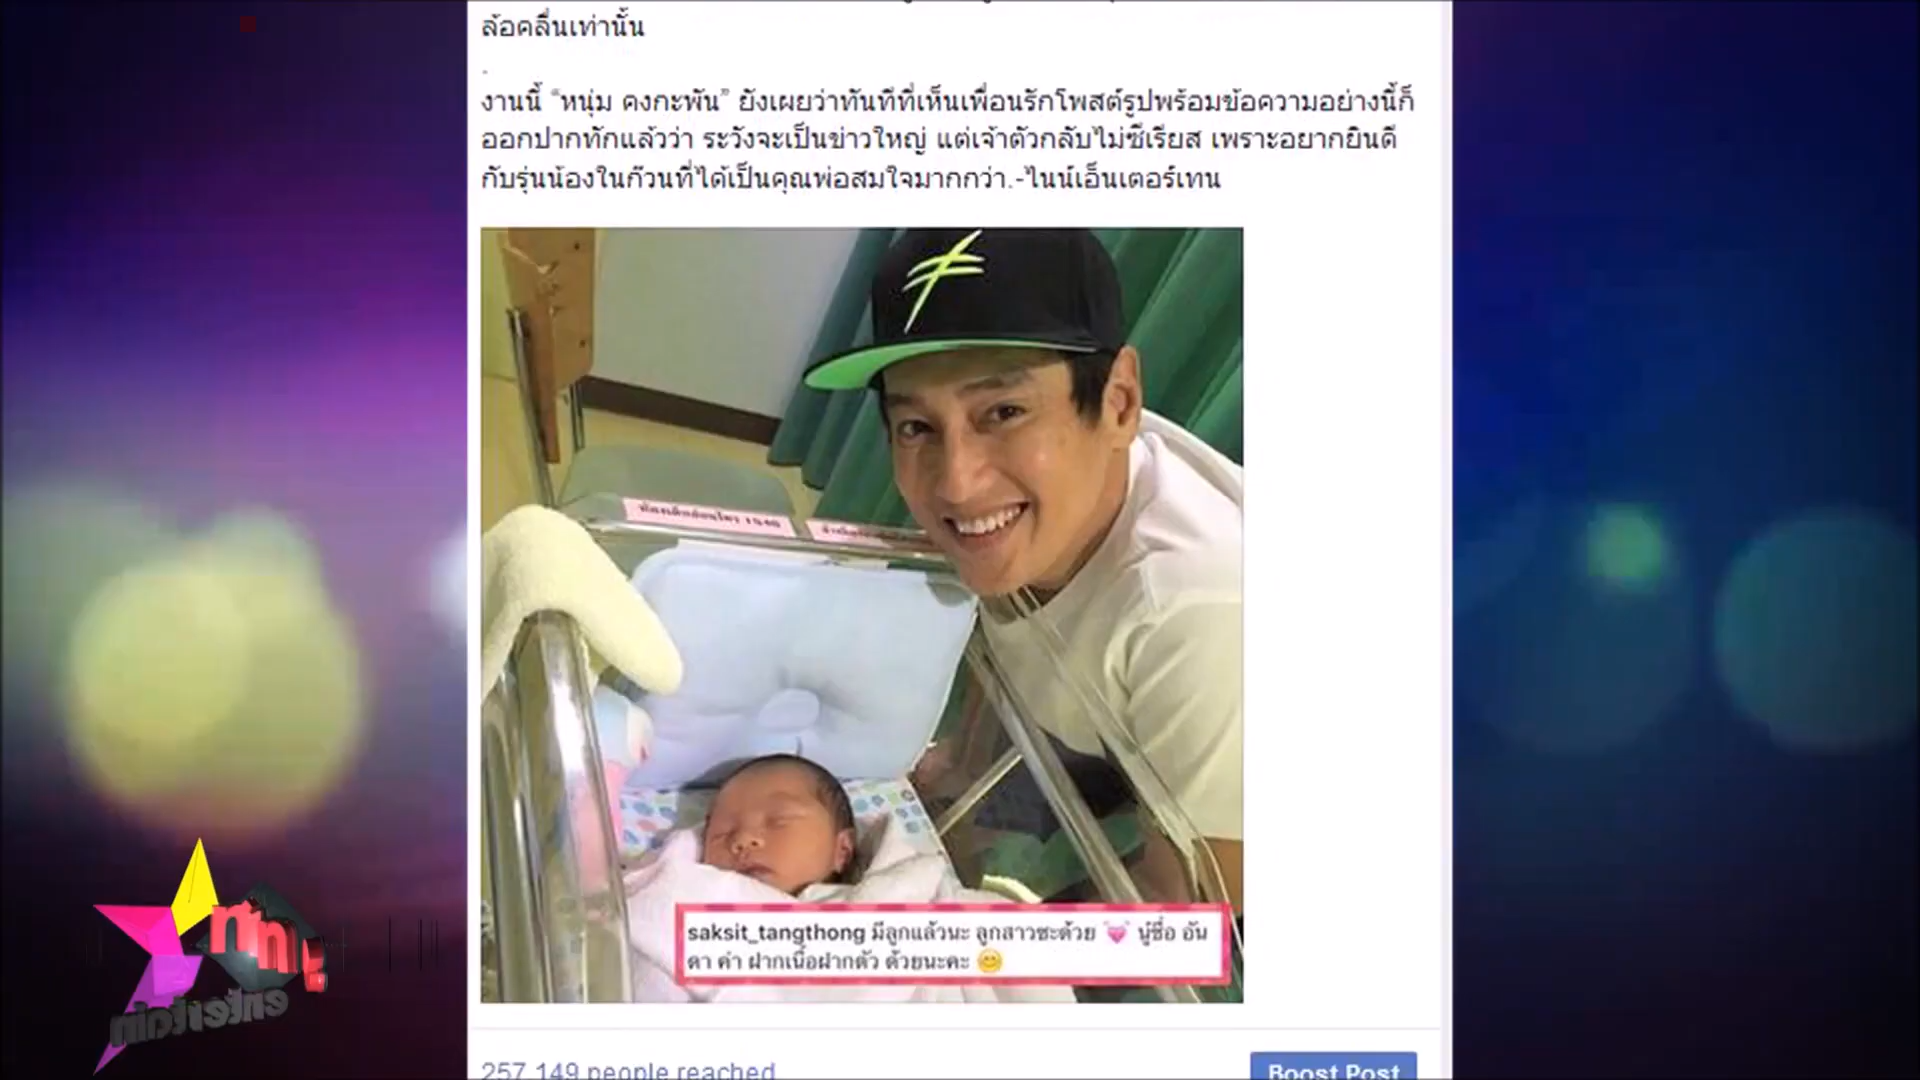 ล้อคลื่นเท่านั้น
.
งานนี้ “หนุ่ม คงกะพัน” ยังเผยว่าทันทีที่เห็นเพื่อนรักโพสต์รูปพร้อมข้อความอย่างนี้ก็
ออกปากทักแล้วว่า ระวังจะเป็นข่าวใหญ่ แต่เจ้าตัวกลับไม่ซีเรียส เพราะอยากยินดี
กับรุ่นน้องในก๊วนที่ได้เป็นคุณพ่อสมใจมากกว่า.-ไนน์เอ็นเตอร์เทน
saksit_tangthong มีลูกแล้วนะ ลูกสาวซะด้วย 💓 นู๋ชื่อ อัน
ดา ค่า ฝากเนื้อฝากตัว ด้วยนะคะ 😊
257,149 people reached
Boost Post
entertain